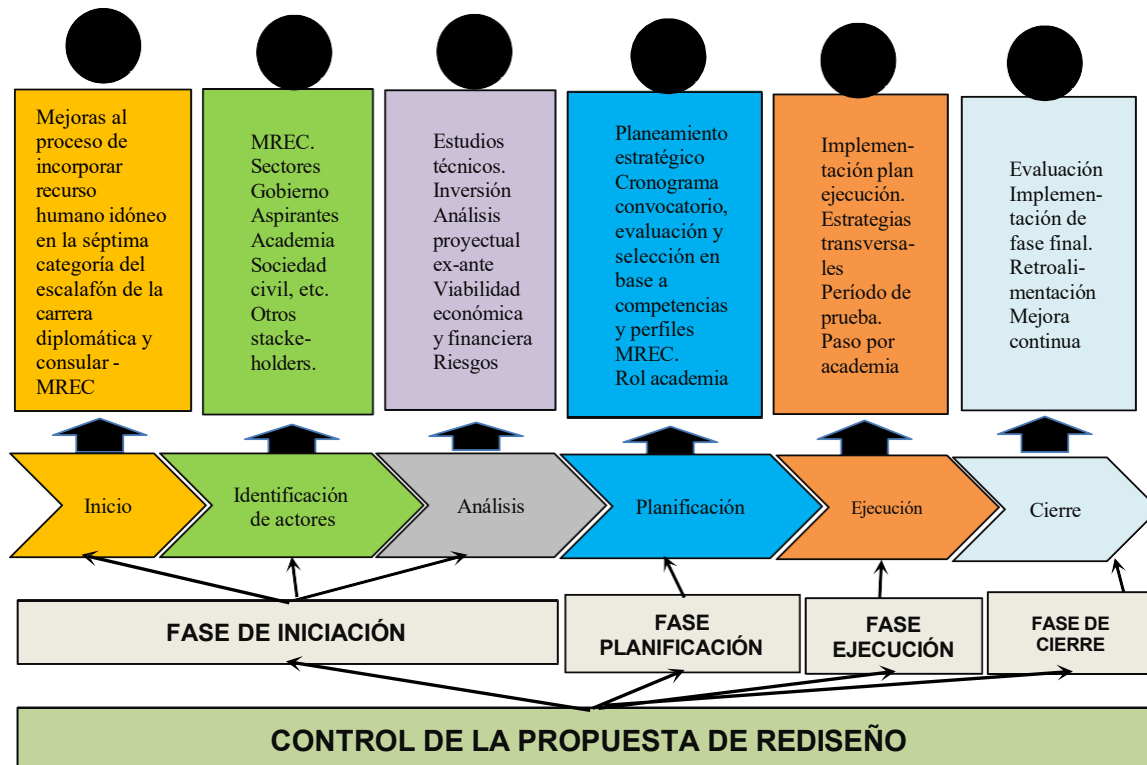 Mejoras al
proceso de
incorporar
recurso
humano idóneo
en la séptima
categoría del
escalafón de la
carrera
diplomática y
consular -
MREC
MREC.
Sectores
Gobierno
Aspirantes
Academia
Sociedad
civil, etc.
Otros
stacke-
holders.
Estudios
técnicos.
Inversión
Análisis
proyectual
ex-ante
Viabilidad
económica
y financiera
Riesgos
Planeamiento
estratégico
Cronograma
convocatorio,
evaluación y
selección en
base a
competencias
y perfiles
MREC.
Rol academia
Implemen-
tación plan
ejecución.
Estrategias
transversa-
les
Período de
prueba.
Paso por
academia
Evaluación
Implemen-
tación de
fase final.
Retroali-
mentación
Mejora
continua
Inicio
Identificación
de actores
Análisis
Planificación
Ejecución
Cierre
FASE DE INICIACIÓN
FASE
PLANIFICACIÓN
FASE
EJECUCIÓN
FASE DE
CIERRE
CONTROL DE LA PROPUESTA DE REDISEÑO